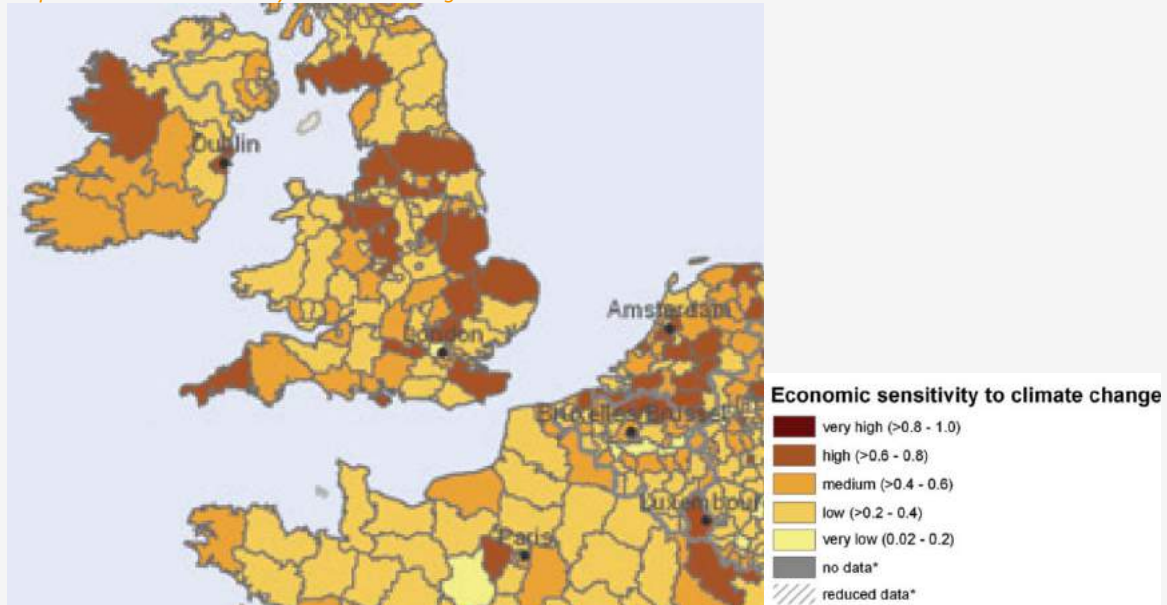 Dublin
London
Amsterdam
Bruxelles/Brussel
Luxembour
Paris
Economic sensitivity to climate change
very high (>0.8 - 1.0)
high (>0.6 - 0.8)
medium (>0.4 - 0.6)
low (>0.2 - 0.4)
very low (0.02 - 0.2)
no data*
reduced data*